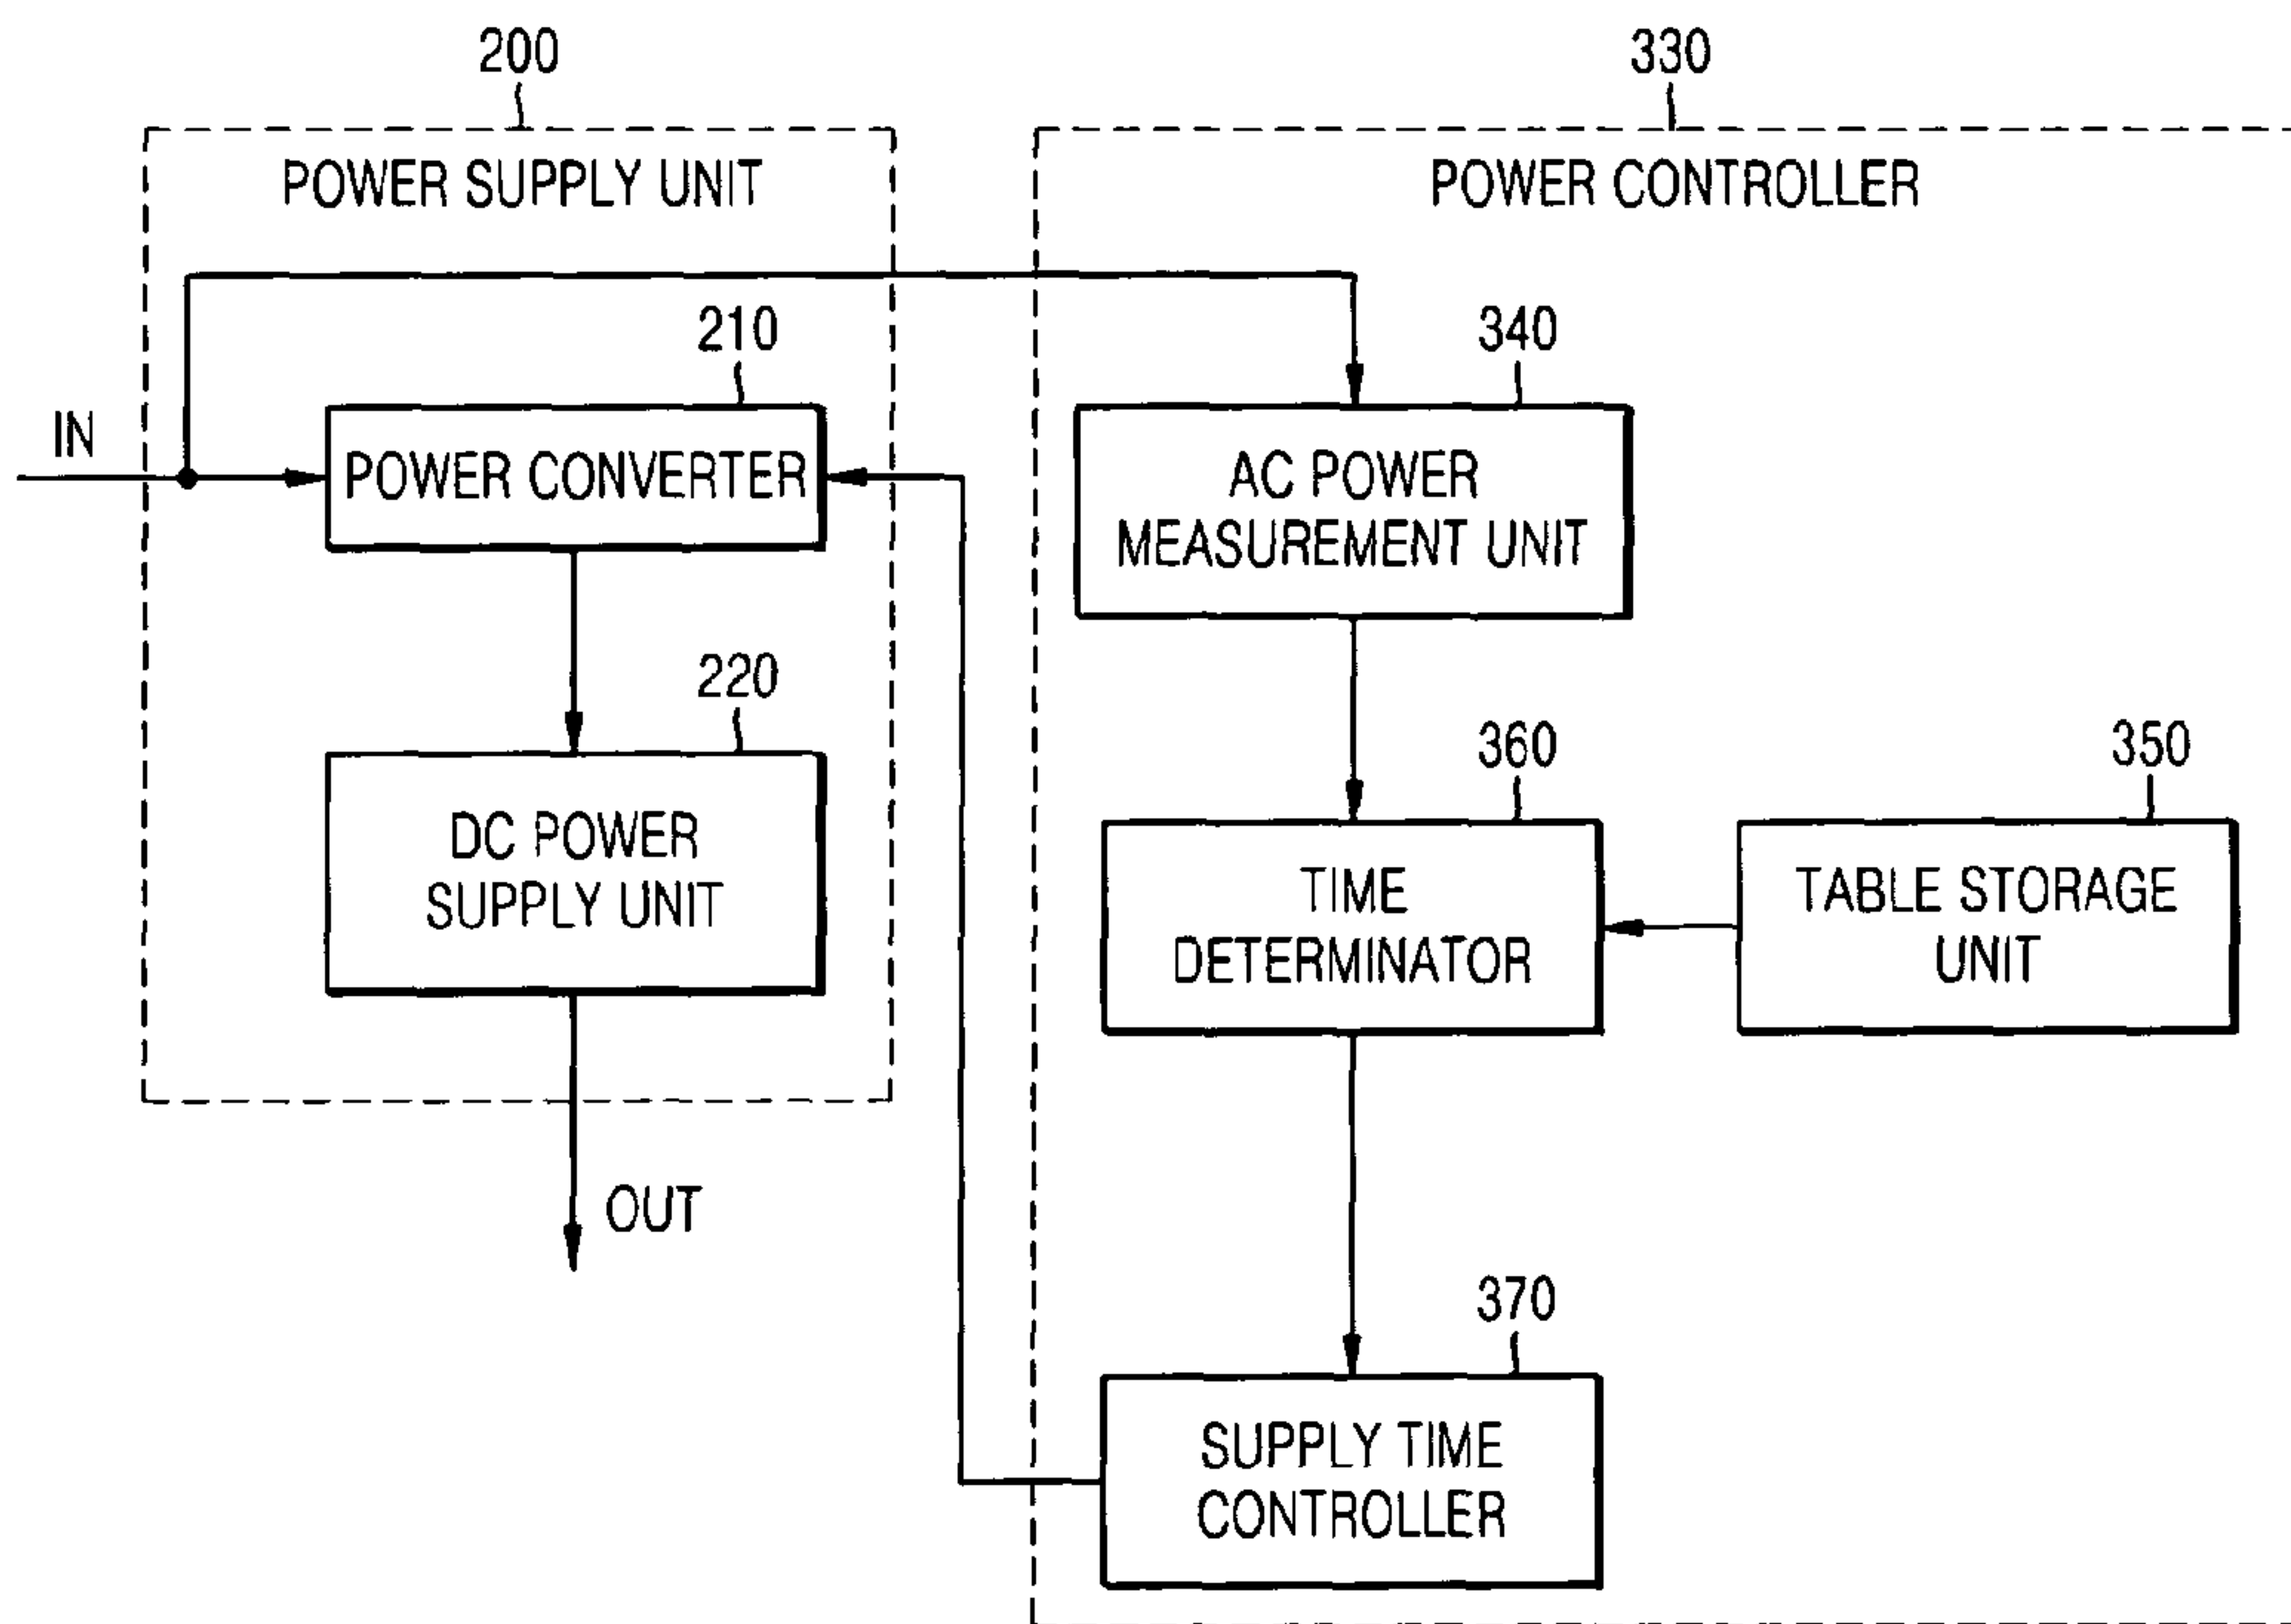 200
330
POWER SUPPLY UNIT
POWER CONTROLLER
210
340
IN
POWER CONVERTER
AC POWER
MEASUREMENT UNIT
220
360
350
DC POWER
SUPPLY UNIT
TIME
DETERMINATOR
TABLE STORAGE
UNIT
OUT
370
SUPPLY TIME
CONTROLLER